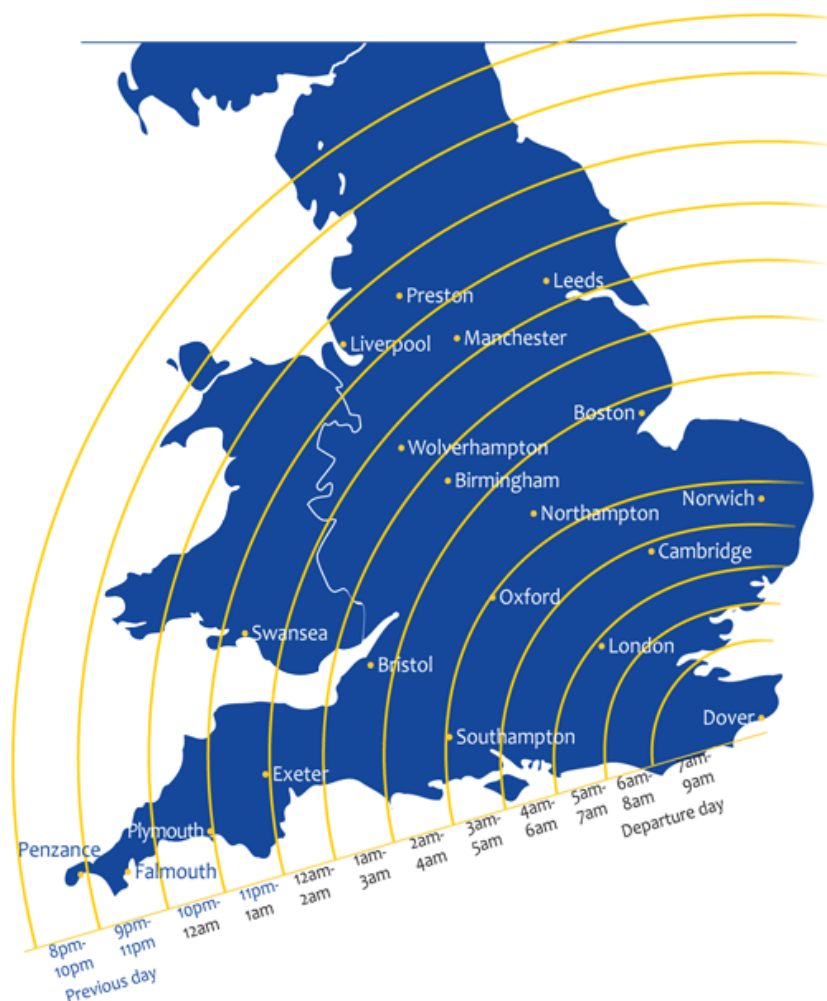 Preston
Leeds
Liverpool
Manchester
Boston
Wolverhampton
Birmingham
Norwich
Northampton
Cambridge
Oxford
Swansea
London
Bristol
Dover
Southampton
Exeter
Plymouth
Penzance
Falmouth
8pm-
10pm
9pm-
11pm
10pm-
12am
11pm-
1am
12am-
2am
1am-
3am
2am-
4am
3am-
5am
4am-
6am
5am-
7am
6am-
8am
7am-
9am
Previous day
Departure day